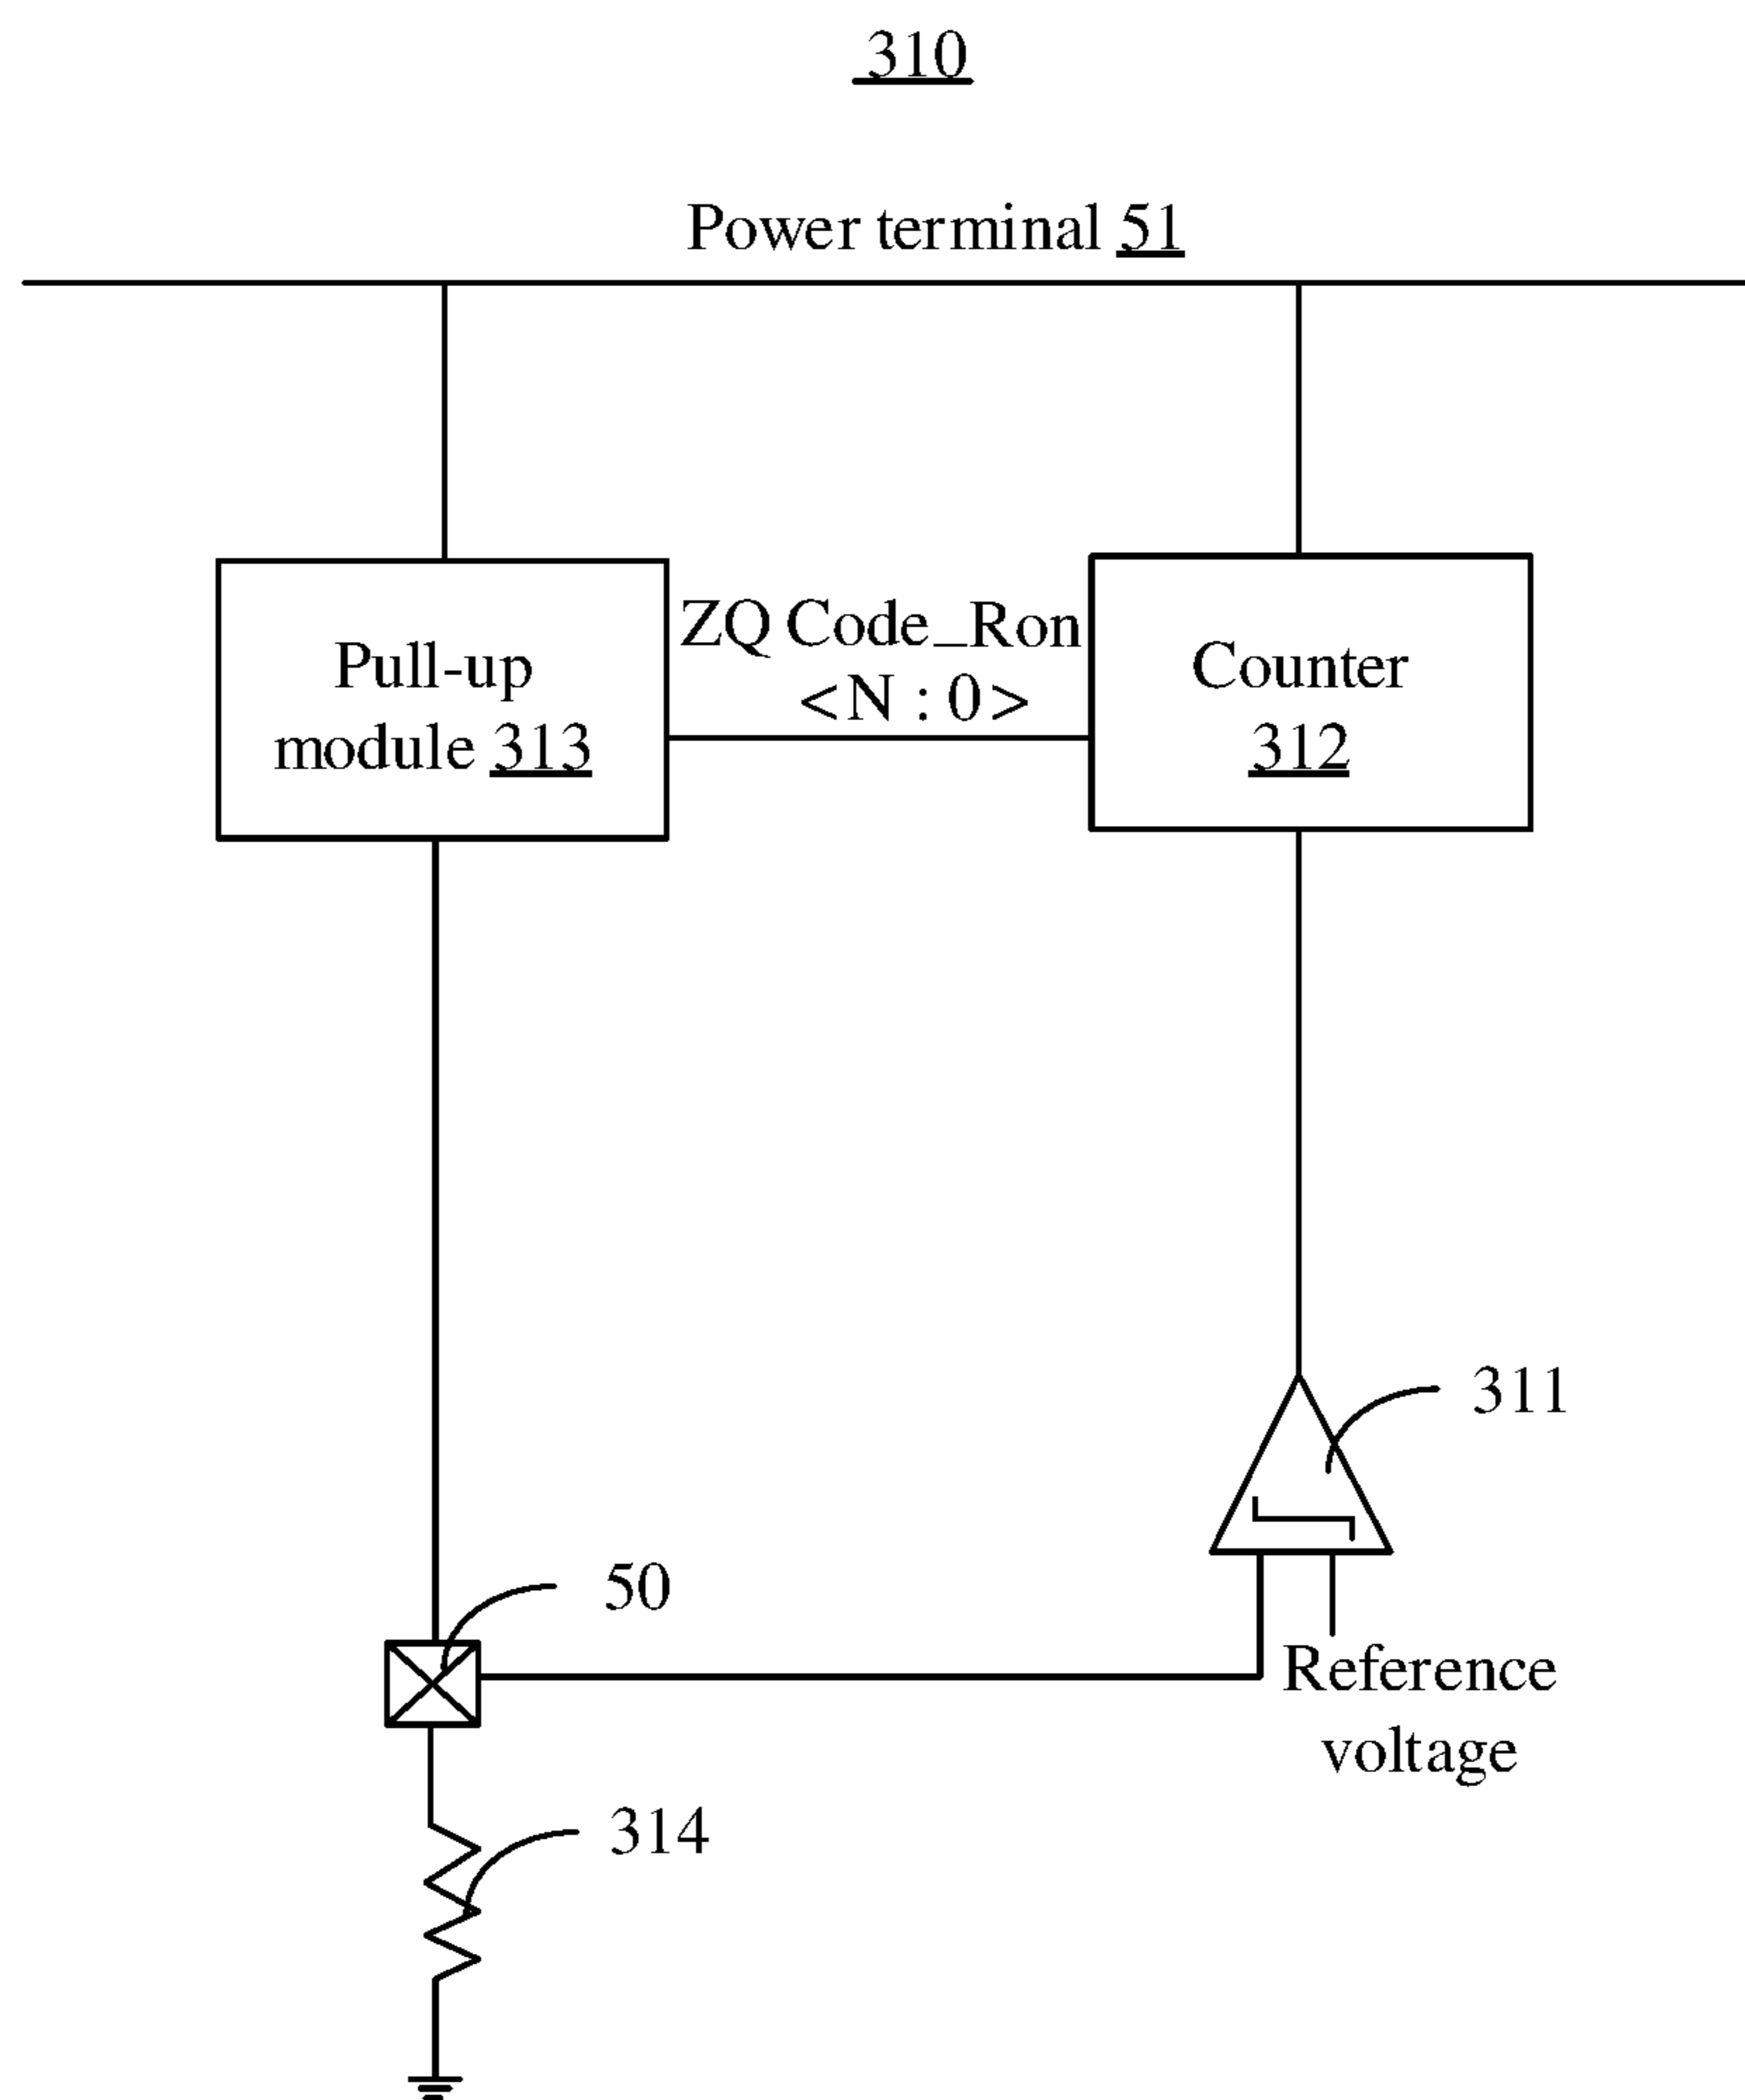 310
Power terminal 51
Pull-up
module 313
ZQ Code_Ron
<N : 0>
Counter
312
311
50
Reference
voltage
314